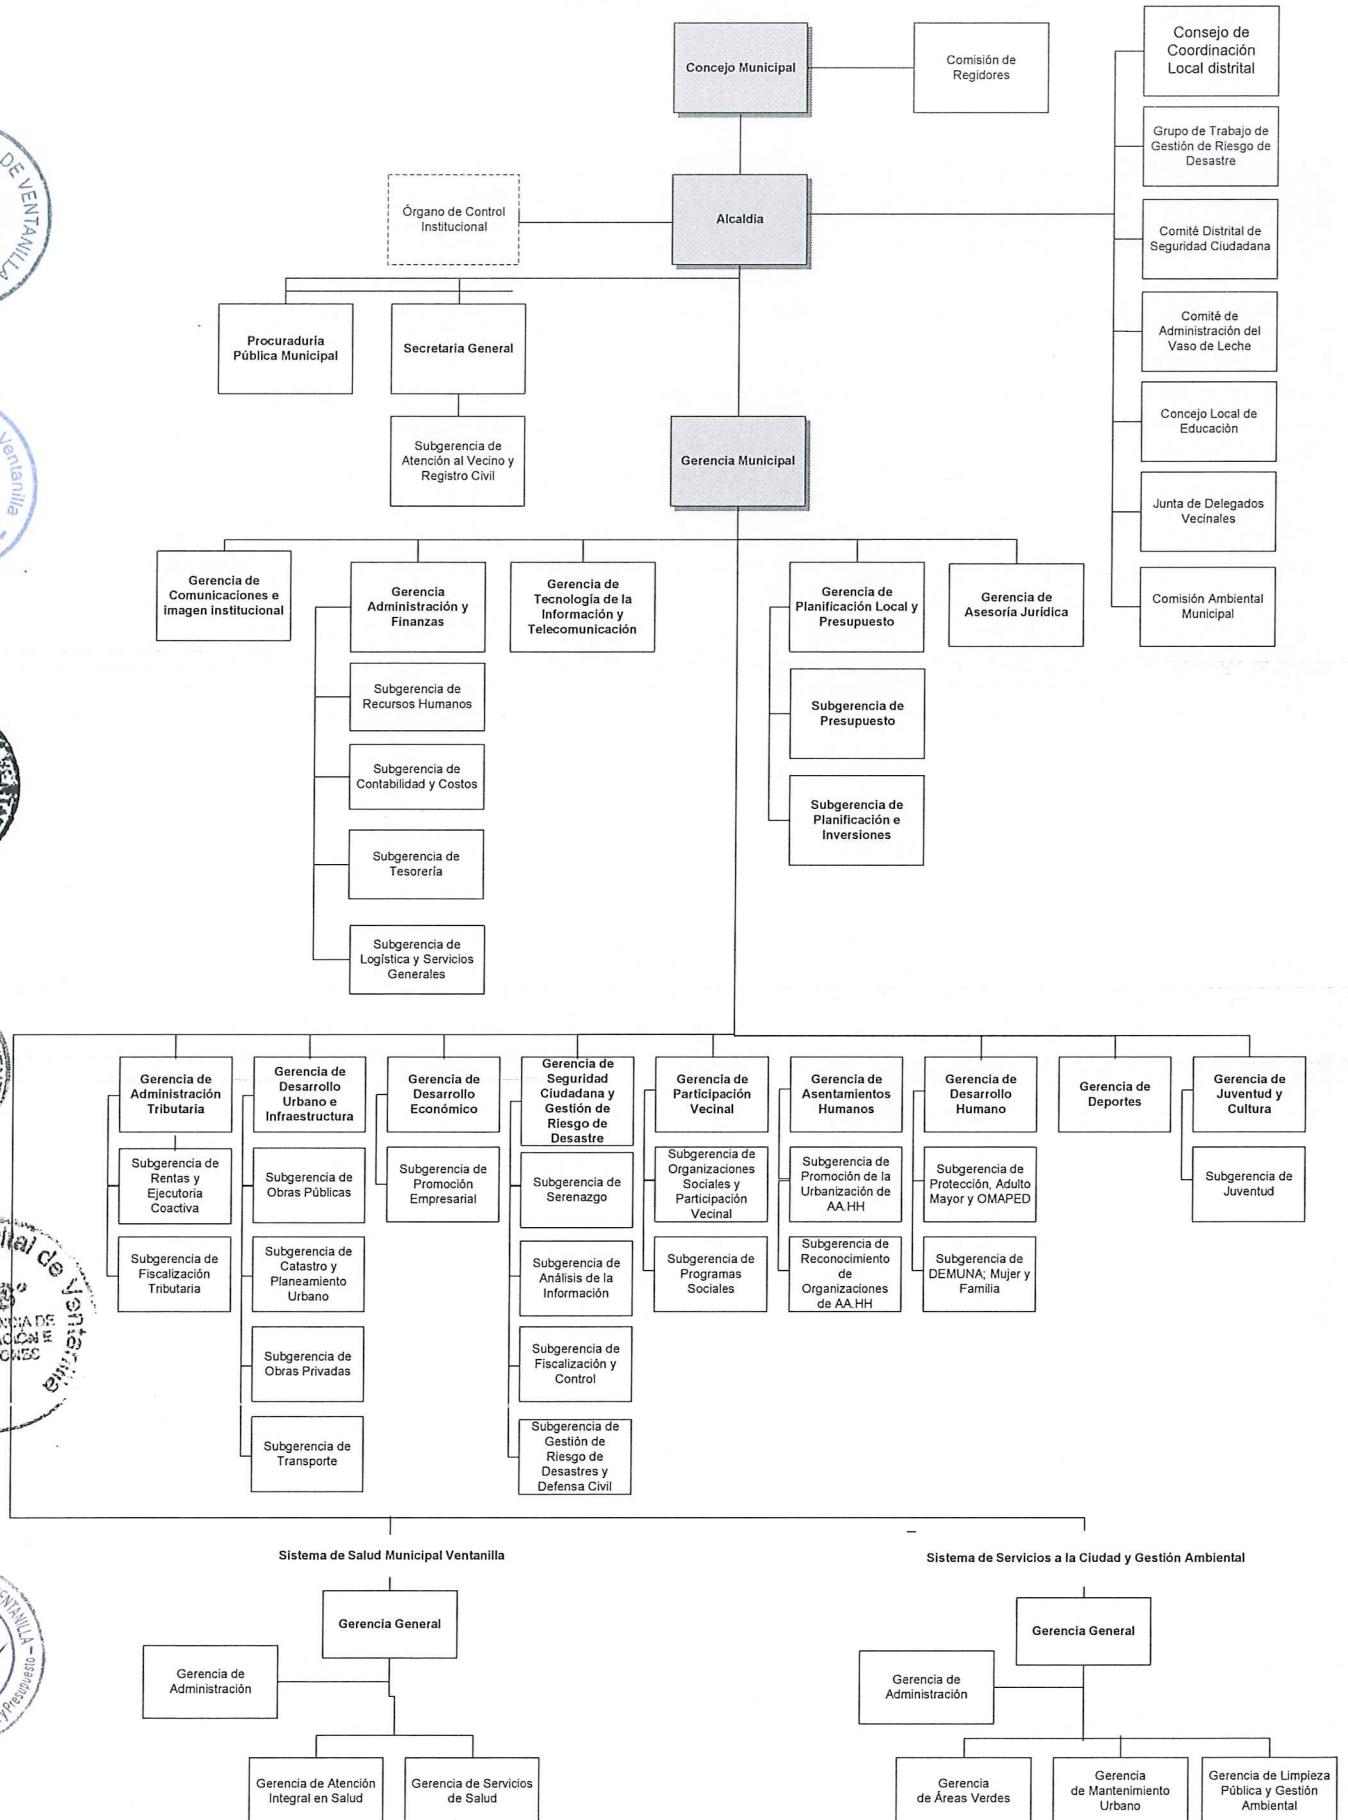 Concejo Municipal
Comisión de
Regidores
Consejo de
Coordinación
Local distrital
Grupo de Trabajo de
Gestión de Riesgo de
Desastre
Comité Distrital de
Seguridad Ciudadana
Comité de
Administración del
Vaso de Leche
Concejo Local de
Educación
Junta de Delegados
Vecinales
Comisión Ambiental
Municipal
Órgano de Control
Institucional
Alcaldia
Procuraduría
Pública Municipal
Secretaria General
Subgerencia de
Atención al Vecino y
Registro Civil
Gerencia Municipal
Gerencia de
Comunicaciones e
imagen institucional
Gerencia
Administración y
Finanzas
Subgerencia de
Recursos Humanos
Subgerencia de
Contabilidad y Costos
Subgerencia de
Tesorería
Subgerencia de
Logística y Servicios
Generales
Gerencia de
Tecnología de la
Información y
Telecomunicación
Gerencia de
Planificación Local y
Presupuesto
Subgerencia de
Presupuesto
Subgerencia de
Planificación e
Inversiones
Gerencia de
Asesoría Jurídica
Gerencia de
Administración
Tributaria
Subgerencia de
Rentas y
Ejecutoria
Coactiva
Subgerencia de
Fiscalización
Tributaria
Gerencia de
Desarrollo
Urbano e
Infraestructura
Subgerencia de
Obras Públicas
Subgerencia de
Catastro y
Planeamiento
Urbano
Subgerencia de
Obras Privadas
Subgerencia de
Transporte
Gerencia de
Desarrollo
Económico
Subgerencia de
Promoción
Empresarial
Gerencia de
Seguridad
Ciudadana y
Gestión de
Riesgo de
Desastre
Subgerencia de
Serenazgo
Subgerencia de
Análisis de la
Información
Subgerencia de
Fiscalización y
Control
Subgerencia de
Gestión de
Riesgo de
Desastres y
Defensa Civil
Gerencia de
Participación
Vecinal
Subgerencia de
Organizaciones
Sociales y
Participación
Vecinal
Subgerencia de
Programas
Sociales
Gerencia de
Asentamientos
Humanos
Subgerencia de
Promoción de la
Urbanización de
AA.HH
Subgerencia de
Reconocimiento
de
Organizaciones
de AA.HH
Gerencia de
Desarrollo
Humano
Subgerencia de
Protección, Adulto
Mayor y OMAPED
Subgerencia de
DEMUNA; Mujer y
Familia
Gerencia de
Deportes
Gerencia de
Juventud y
Cultura
Subgerencia de
Juventud
Sistema de Salud Municipal Ventanilla
Gerencia General
Gerencia de
Administración
Gerencia de Atención
Integral en Salud
Gerencia de Servicios
de Salud
Sistema de Servicios a la Ciudad y Gestión Ambiental
Gerencia General
Gerencia de
Administración
Gerencia
de Áreas Verdes
Gerencia
de Mantenimiento
Urbano
Gerencia de Limpieza
Pública y Gestión
Ambiental
DE VENTANILLA
Ventanilla
de Ventanilla
VENTANILLA
y Presupuesto